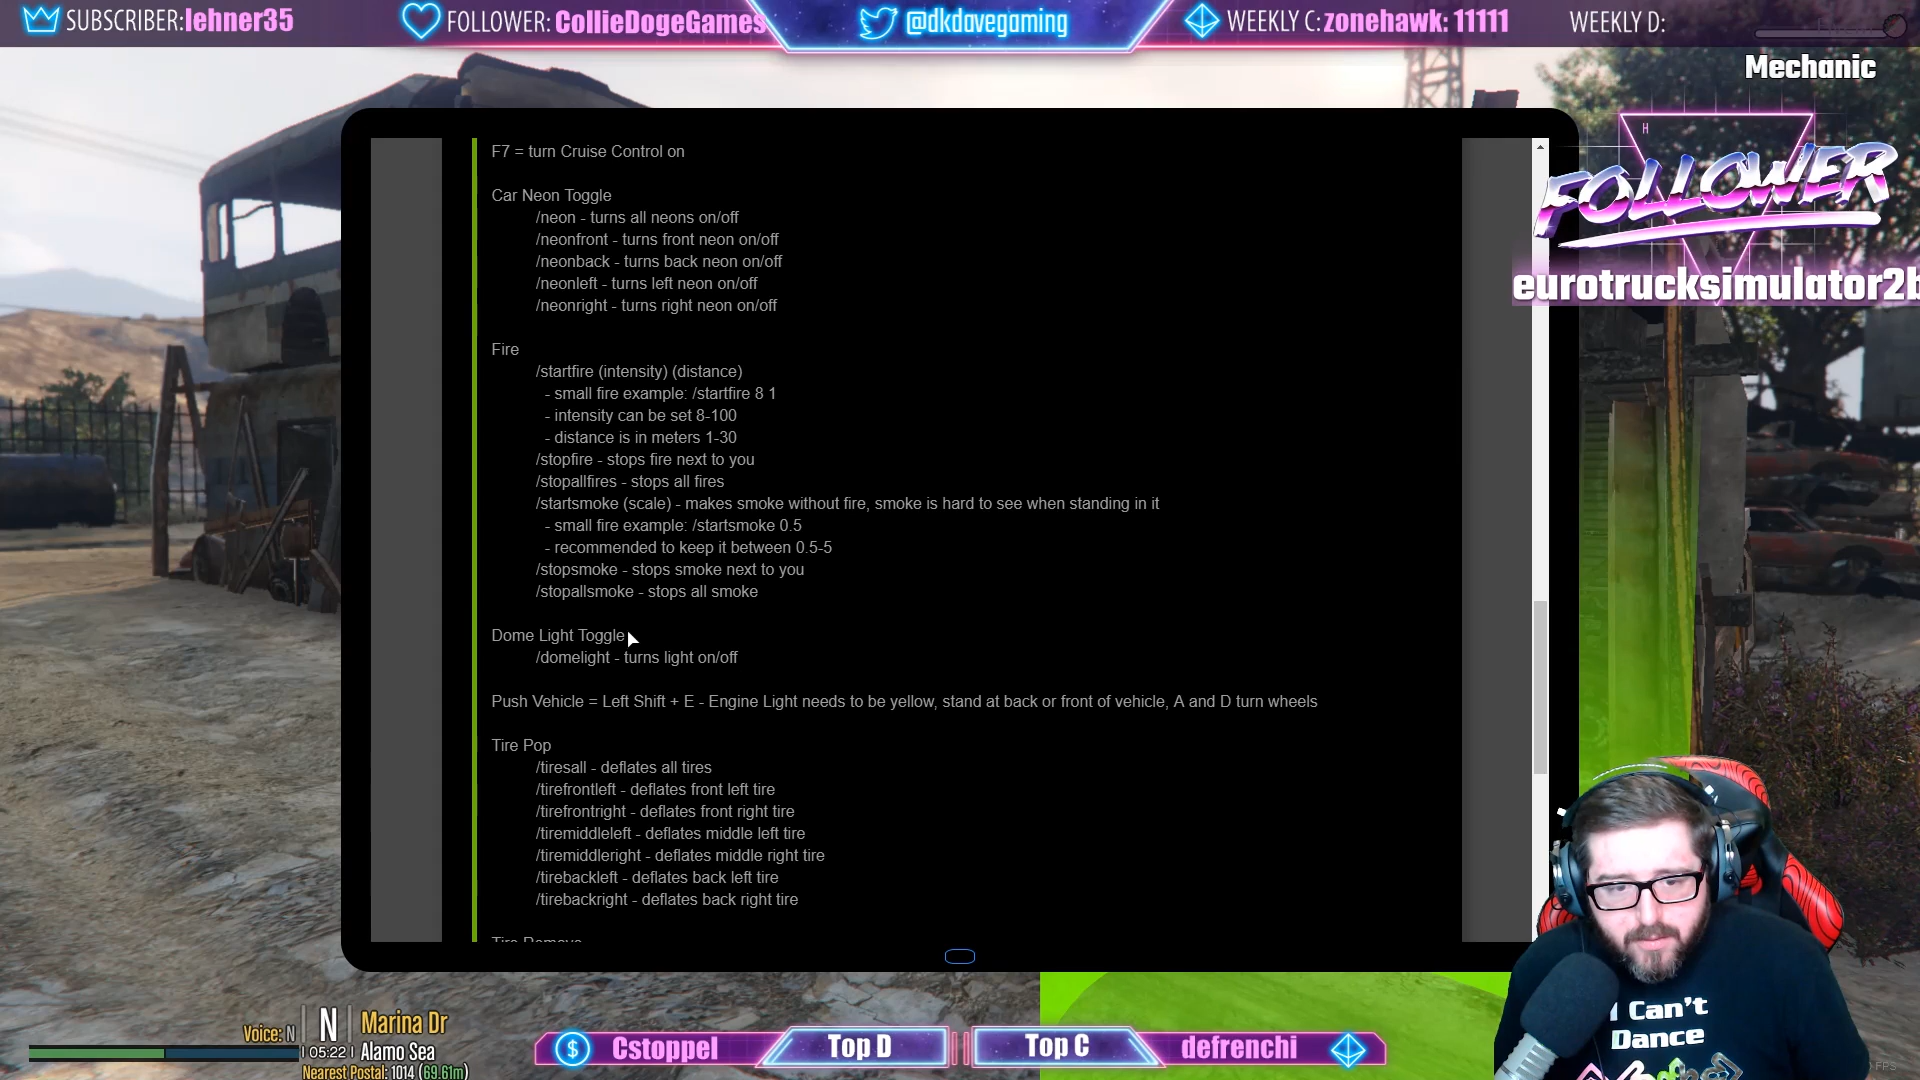 SUBSCRIBER:lehner35
FOLLOWER: CollieDogeGames
@dkdavegaming
WEEKLY C: zonehawk: 11111
WEEKLY D:
Mechanic
H
FOLLOWER
eurotrucksimulator2b
F7 = turn Cruise Control on
Car Neon Toggle
/neon - turns all neons on/off
/neonfront - turns front neon on/off
/neonback - turns back neon on/off
/neonleft - turns left neon on/off
/neonright - turns right neon on/off
Fire
/startfire (intensity) (distance)
- small fire example: /startfire 8 1
- intensity can be set 8-100
- distance is in meters 1-30
/stopfire - stops fire next to you
/stopallfires - stops all fires
/startsmoke (scale) - makes smoke without fire, smoke is hard to see when standing in it
- small fire example: /startsmoke 0.5
- recommended to keep it between 0.5-5
/stopsmoke - stops smoke next to you
/stopallsmoke - stops all smoke
Dome Light Toggle
/domelight - turns light on/off
Push Vehicle = Left Shift + E - Engine Light needs to be yellow, stand at back or front of vehicle, A and D turn wheels
Tire Pop
/tiresall - deflates all tires
/tirefrontleft - deflates front left tire
/tirefrontright - deflates front right tire
/tiremiddleleft - deflates middle left tire
/tiremiddleright - deflates middle right tire
/tirebackleft - deflates back left tire
/tirebackright - deflates back right tire
Tire Remove
I Can't
Dance
Voice: N
N
Marina Dr
05:22
Alamo Sea
Nearest Postal: 1014 (69.61m)
$ Cstoppel
Top D
Top C
defrenchi
FPS